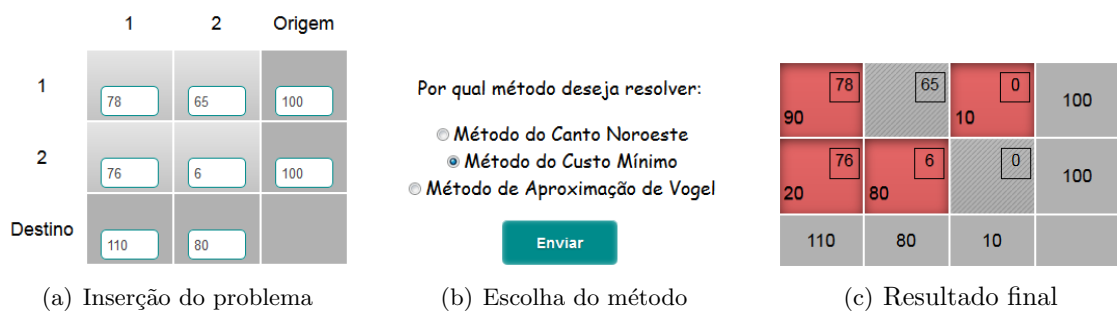 1 2 Origem
1 78 65 100
2 76 6 100
Destino 110 80
(a) Inserção do problema
Por qual método deseja resolver:
Método do Canto Noroeste
Método do Custo Mínimo
Método de Aproximação de Vogel
Enviar
(b) Escolha do método
78 65 0
90 10 100
76 6 0
20 80 100
110 80 10
(c) Resultado final